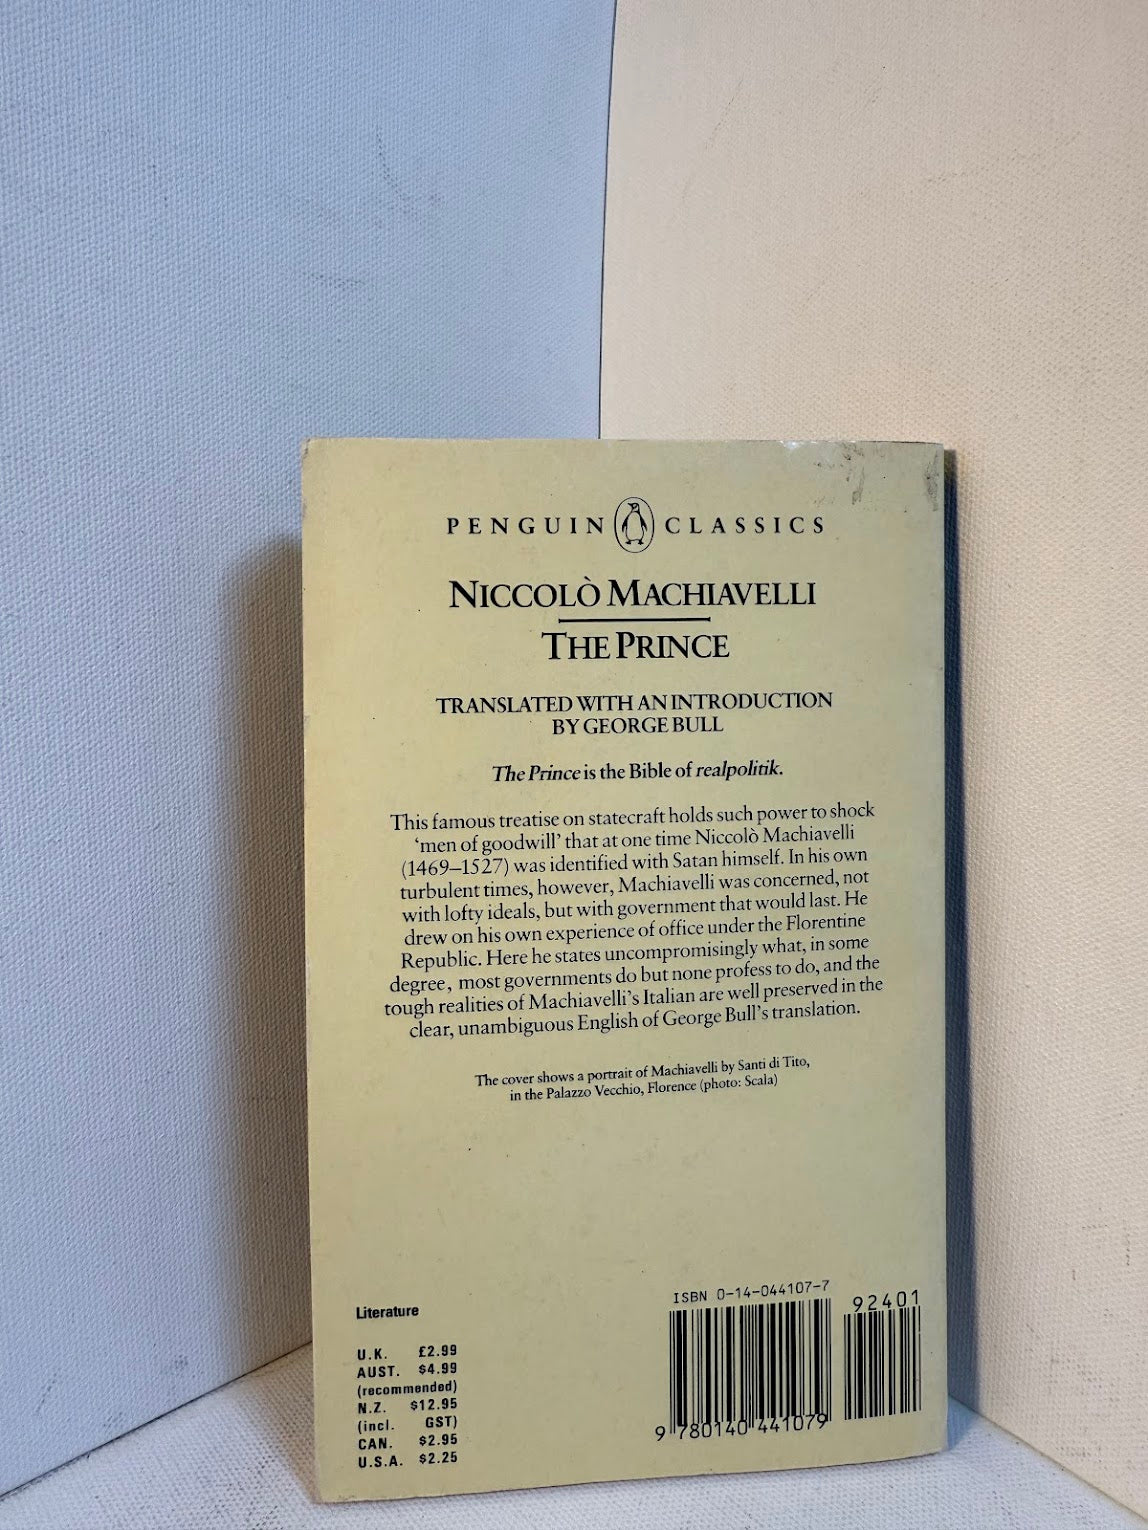 PENGUIN CLASSICS
NICCOLÒ MACHIAVELLI
THE PRINCE
TRANSLATED WITH AN INTRODUCTION
BY GEORGE BULL
The Prince is the Bible of realpolitik.
This famous treatise on statecraft holds such power to shock
‘men of goodwill’ that at one time Niccolò Machiavelli
(1469–1527) was identified with Satan himself. In his own
turbulent times, however, Machiavelli was concerned, not
with lofty ideals, but with government that would last. He
drew on his own experience of office under the Florentine
Republic. Here he states uncompromisingly what, in some
degree, most governments do but none profess to do, and the
tough realities of Machiavelli’s Italian are well preserved in the
clear, unambiguous English of George Bull’s translation.
The cover shows a portrait of Machiavelli by Santi di Tito,
in the Palazzo Vecchio, Florence (photo: Scala)
Literature
U.K. £2.99
AUST. $4.99
(recommended)
N.Z. $12.95
(incl. GST)
CAN. $2.95
U.S.A. $2.25
ISBN 0-14-044107-7
92401
9 780140 441079